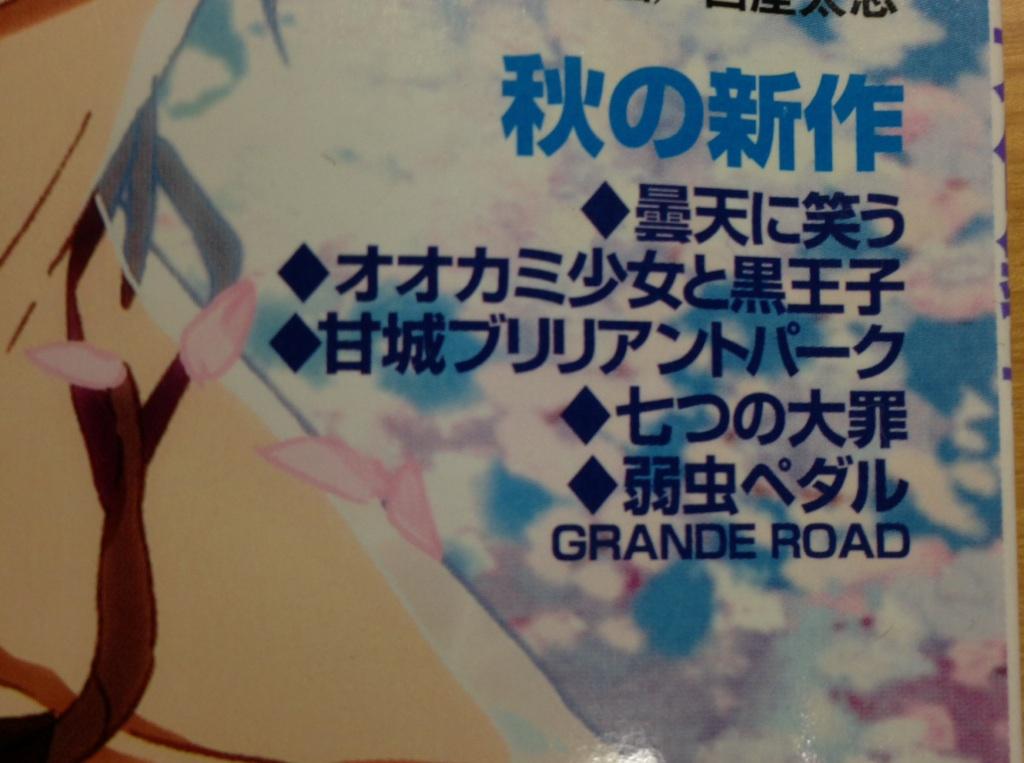 秋の新作
◆曇天に笑う
◆オオカミ少女と黒王子
◆甘城ブリリアントパーク
◆七つの大罪
◆弱虫ペダル
GRANDE ROAD